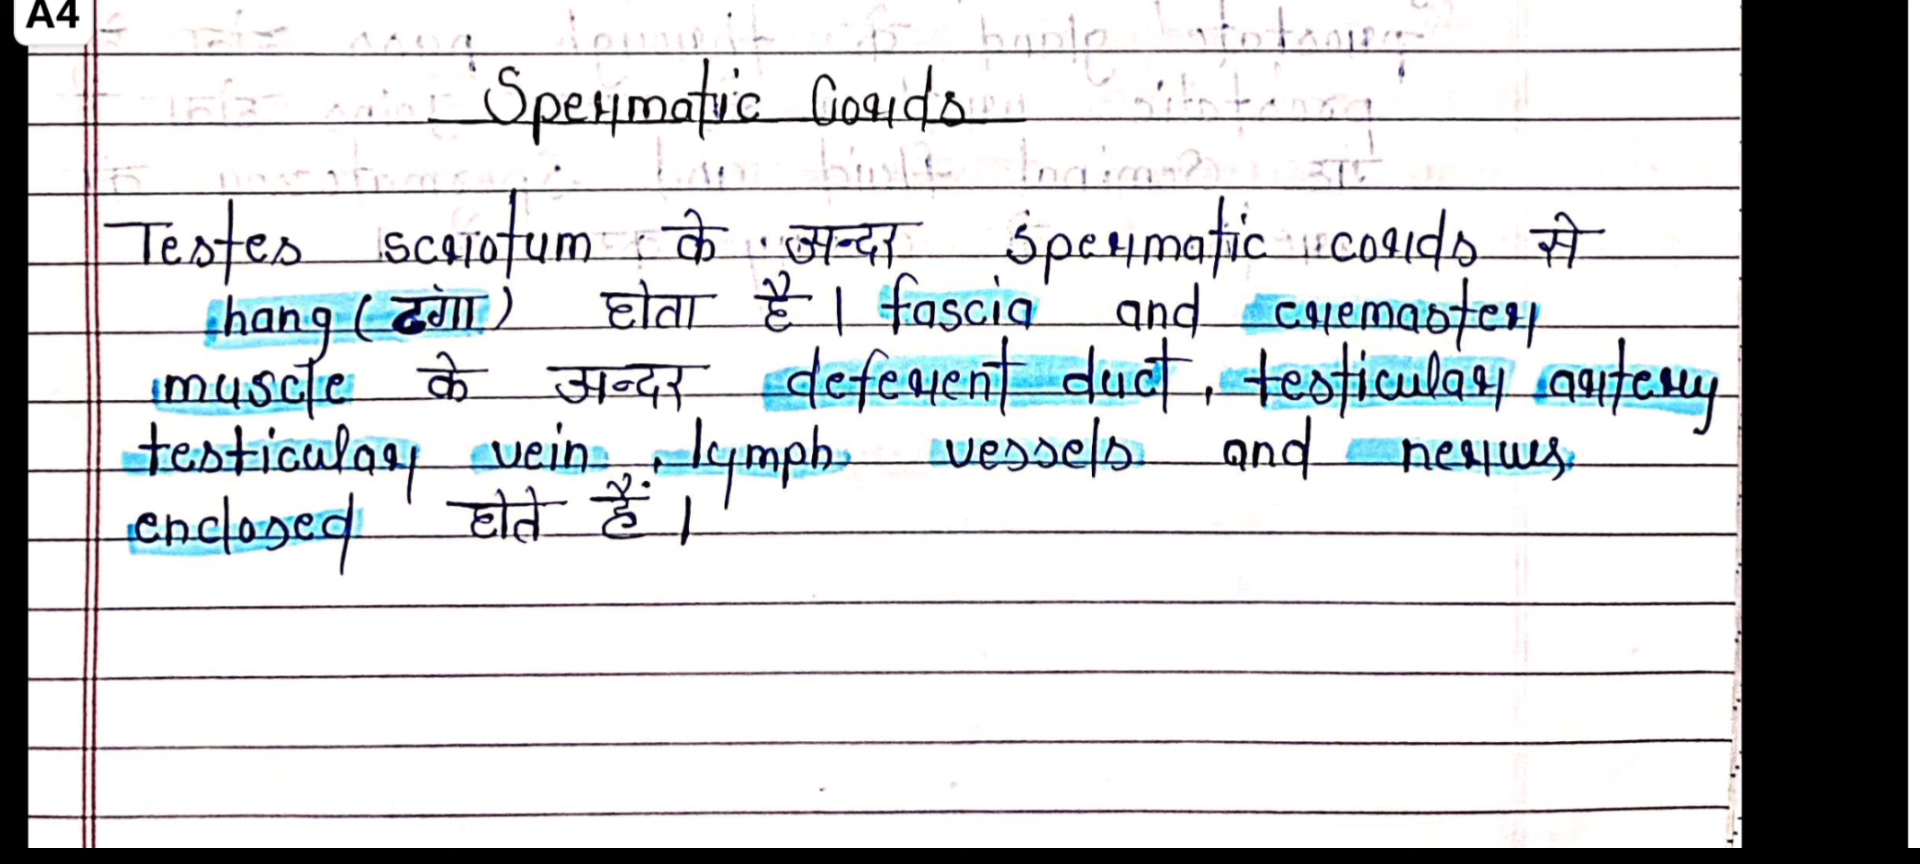 A4
Spermatic Cords
Testes scrotum के अन्दर spermatic cords से
hang (टंगा) होता है। fascia and cremaster
muscle के अन्दर deferent duct, testicular artery
testicular vein, lymph vessels and nerves
enclosed होते हैं।